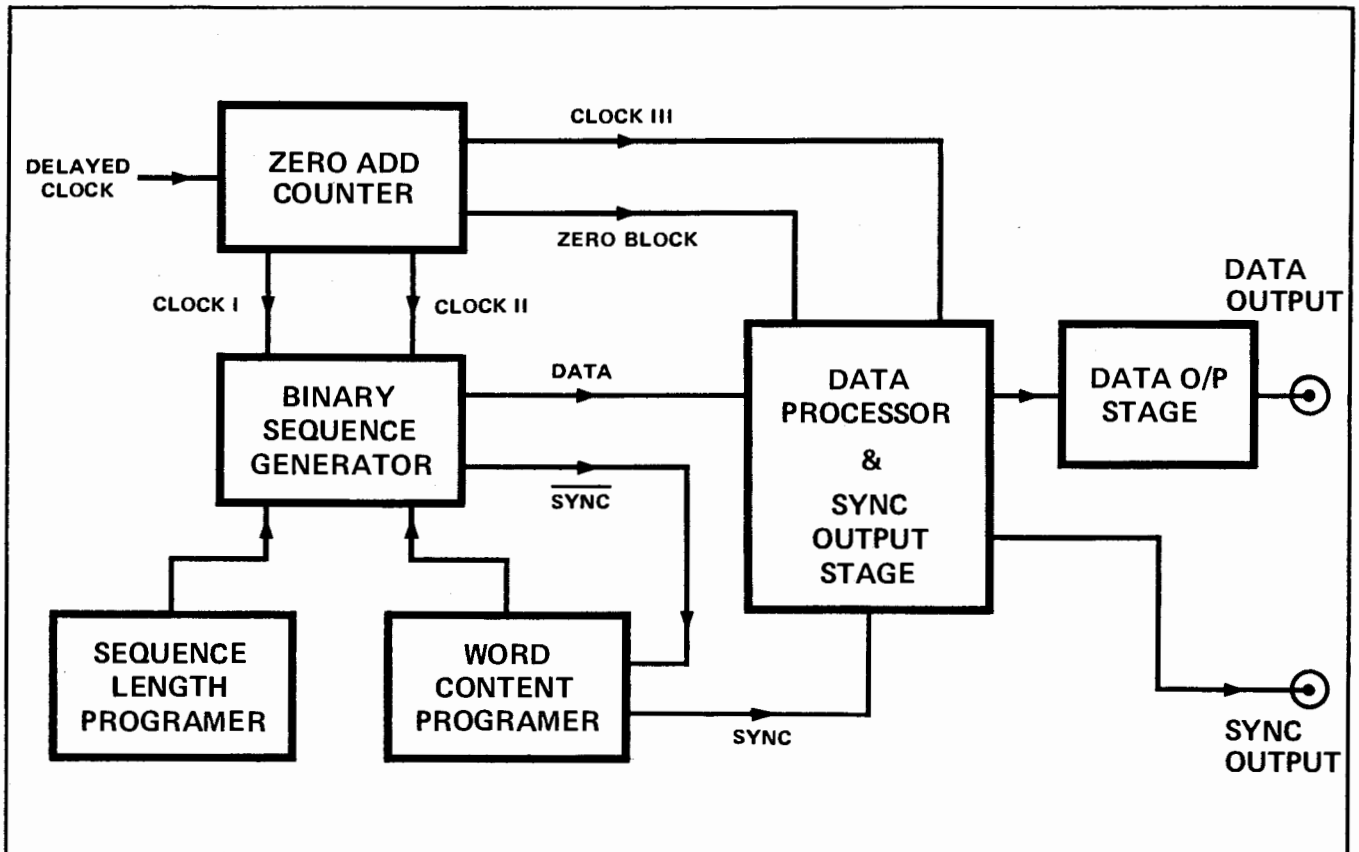 CLOCK III
DELAYED
CLOCK
ZERO ADD
COUNTER
ZERO BLOCK
CLOCK I
CLOCK II
DATA
OUTPUT
BINARY
SEQUENCE
GENERATOR
DATA
SYNC
DATA
PROCESSOR
&
SYNC
OUTPUT
STAGE
DATA O/P
STAGE
SEQUENCE
LENGTH
PROGRAMER
WORD
CONTENT
PROGRAMER
SYNC
SYNC
OUTPUT